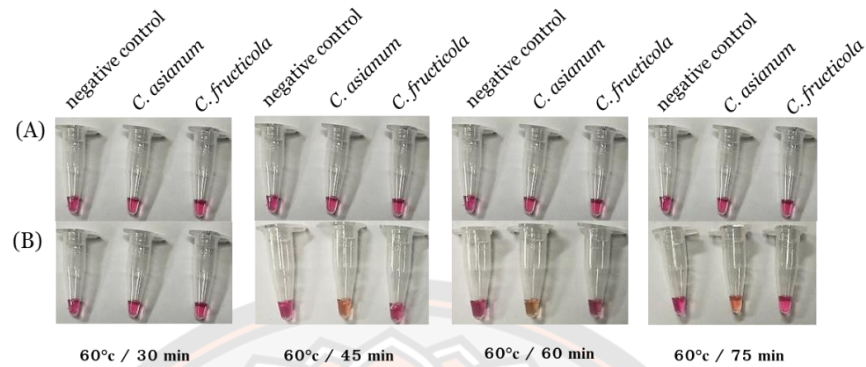 negative control C. asianum C. fructicola negative control C. asianum C. fructicola negative control C. asianum C. fructicola negative control C. asianum C. fructicola
(A)
(B)
60°c / 30 min 60°c / 45 min 60°c / 60 min 60°c / 75 min